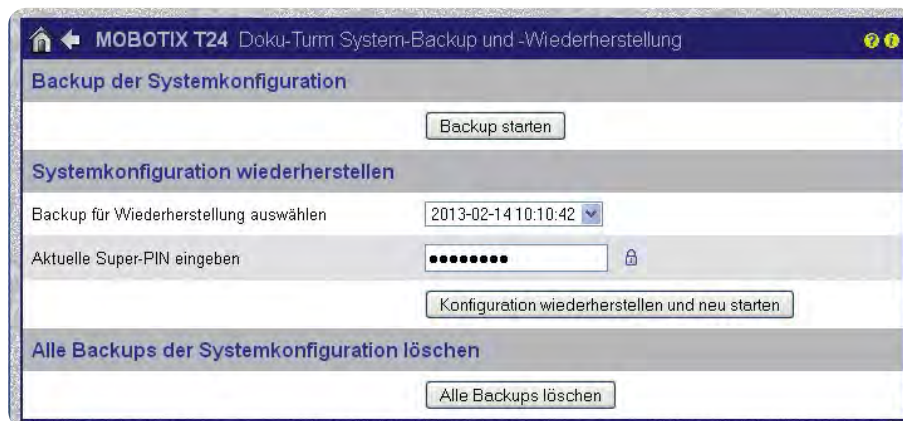 MOBOTIX T24 Doku-Turm System-Backup und -Wiederherstellung
Backup der Systemkonfiguration
Backup starten
Systemkonfiguration wiederherstellen
Backup für Wiederherstellung auswählen 2013-02-14 10:10:42
Aktuelle Super-PIN eingeben ●●●●●●●●
Konfiguration wiederherstellen und neu starten
Alle Backups der Systemkonfiguration löschen
Alle Backups löschen